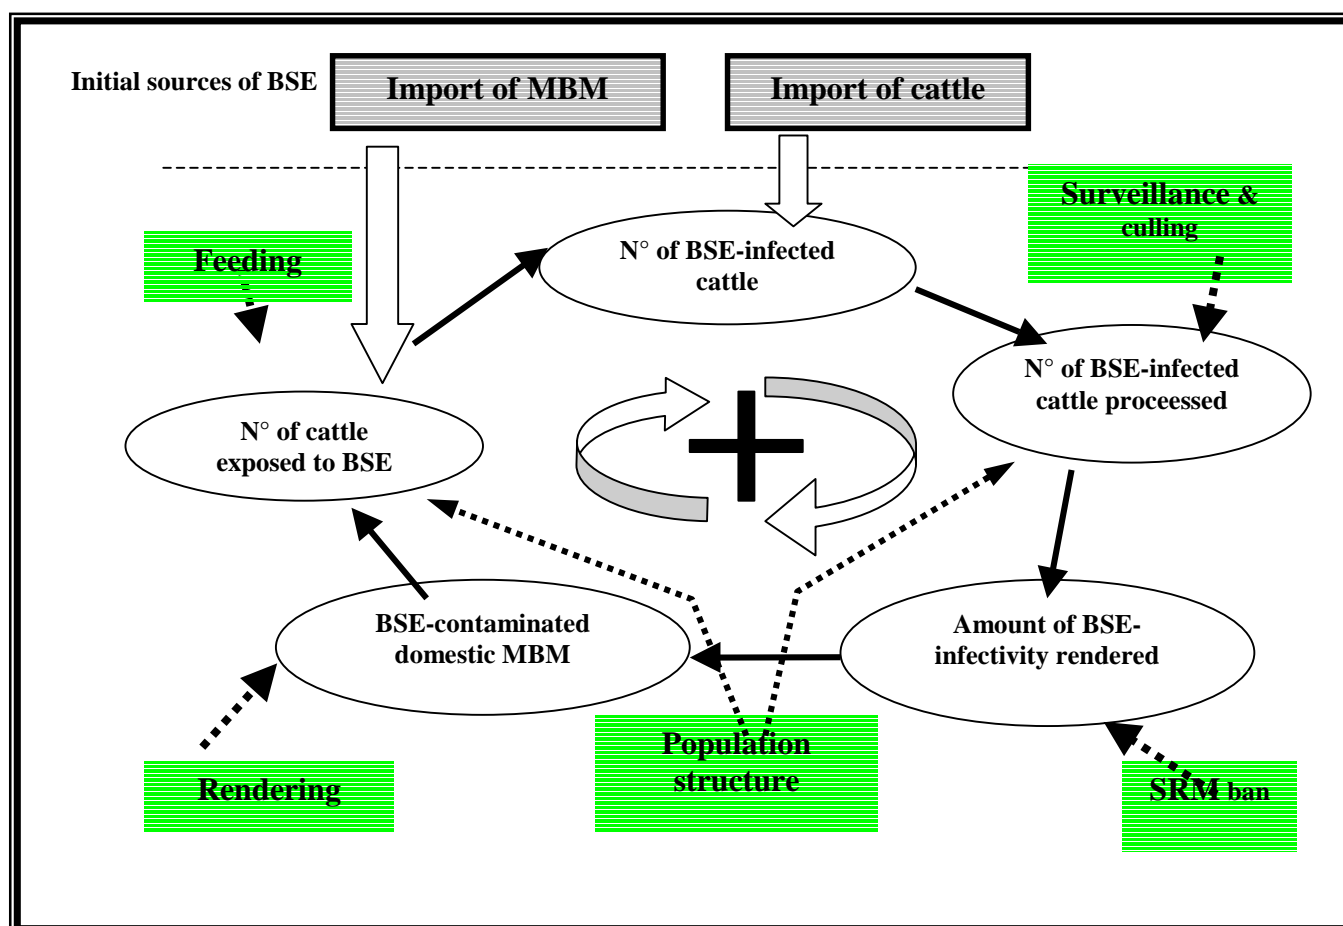 Initial sources of BSE
Import of MBM
Import of cattle
Surveillance &
culling
Feeding
N° of BSE-infected
cattle
N° of BSE-infected
cattle proceessed
N° of cattle
exposed to BSE
BSE-contaminated
domestic MBM
Amount of BSE-
infectivity rendered
Population
structure
Rendering
SRM ban